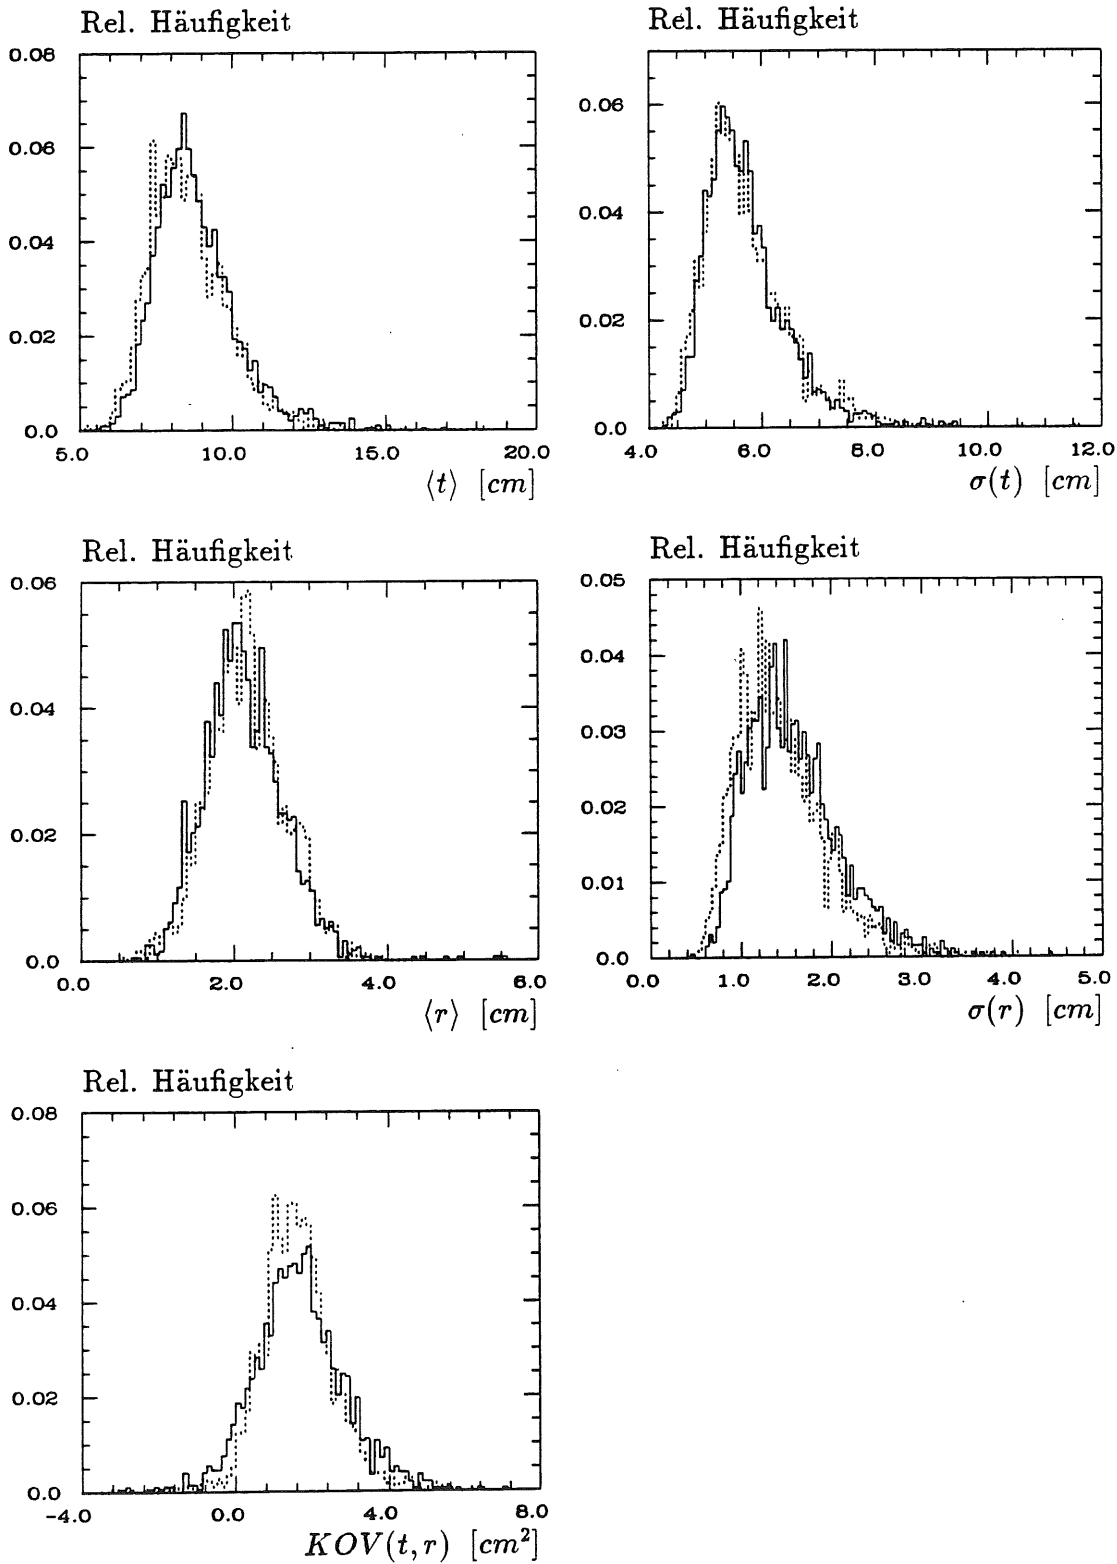 Rel. Häufigkeit
0.08
0.06
0.04
0.02
0.0
5.0 10.0 15.0 20.0
⟨t⟩ [cm]
Rel. Häufigkeit
0.06
0.04
0.02
0.0
4.0 6.0 8.0 10.0 12.0
σ(t) [cm]
Rel. Häufigkeit
0.06
0.04
0.02
0.0
0.0 2.0 4.0 6.0
⟨r⟩ [cm]
Rel. Häufigkeit
0.05
0.04
0.03
0.02
0.01
0.0
0.0 1.0 2.0 3.0 4.0 5.0
σ(r) [cm]
Rel. Häufigkeit
0.08
0.06
0.04
0.02
0.0
-4.0 0.0 4.0 8.0
KOV(t,r) [cm²]